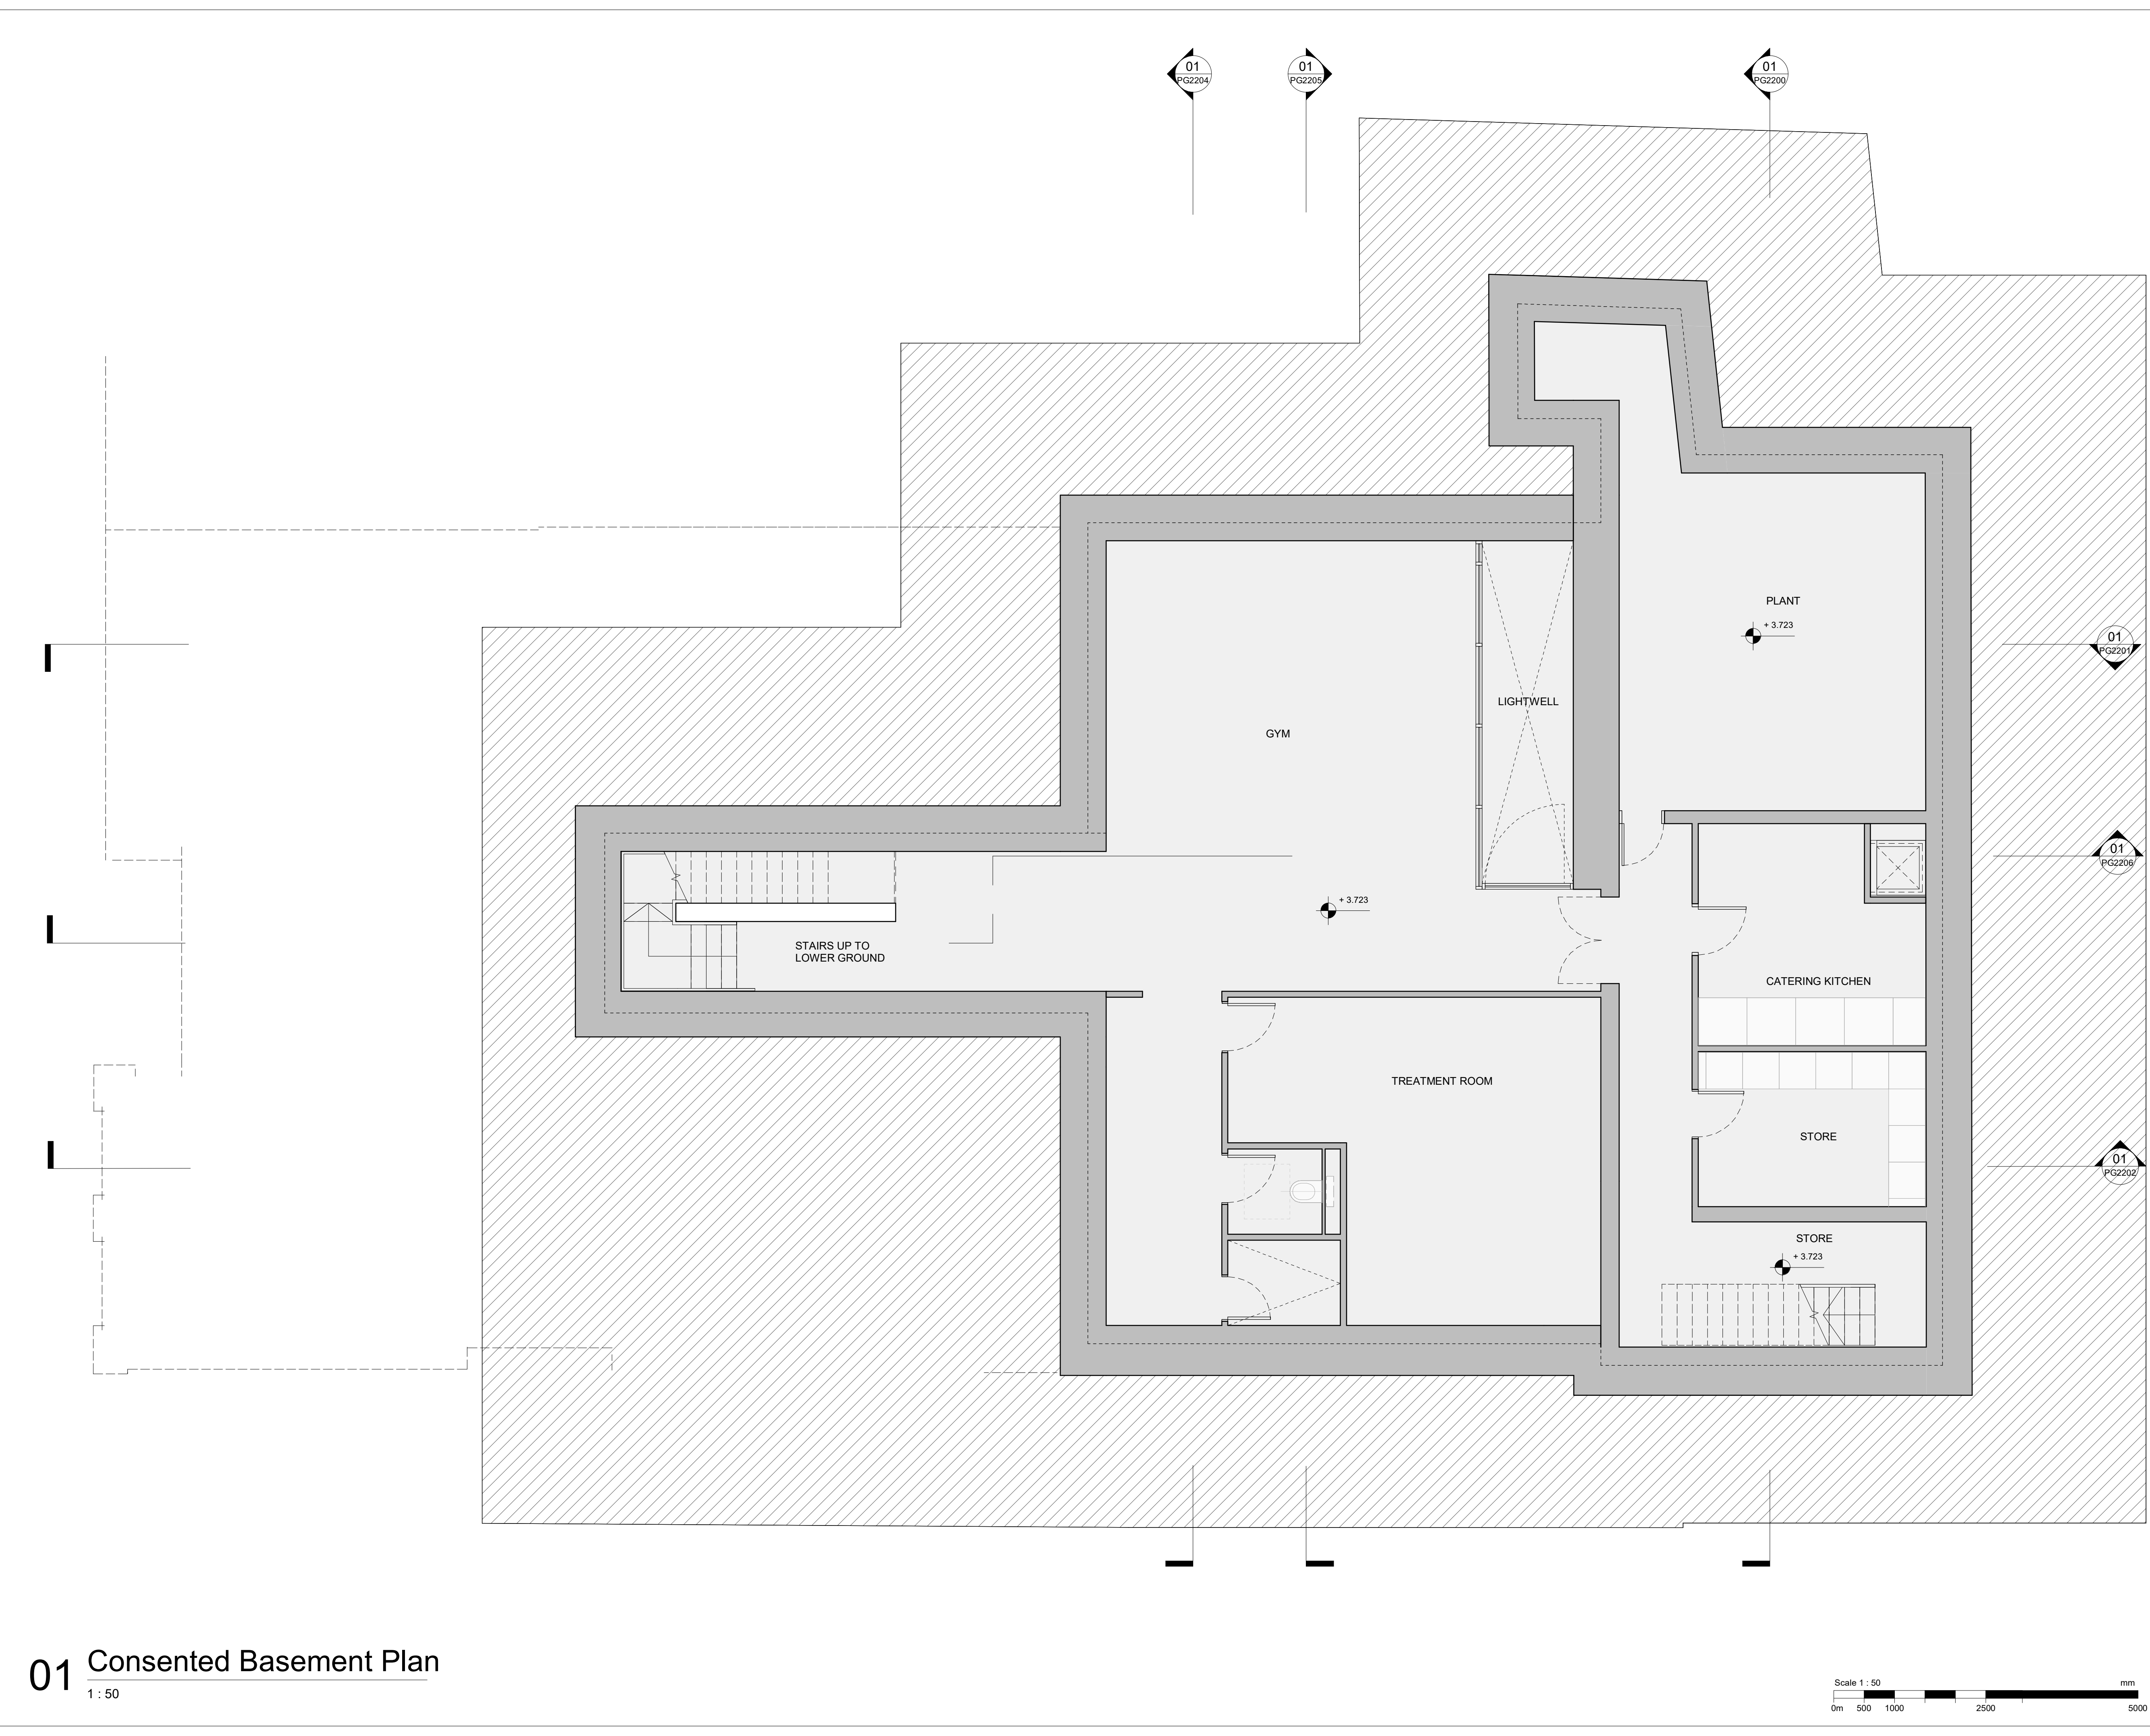 01
PG2204
01
PG2205
01
PG2200
PLANT
+ 3.723
01
PG2201
LIGHTWELL
GYM
01
PG2206
+ 3.723
STAIRS UP TO
LOWER GROUND
CATERING KITCHEN
TREATMENT ROOM
STORE
01
PG2202
STORE
+ 3.723
01 Consented Basement Plan
1 : 50
Scale 1 : 50 mm
0m 500 1000 2500 5000